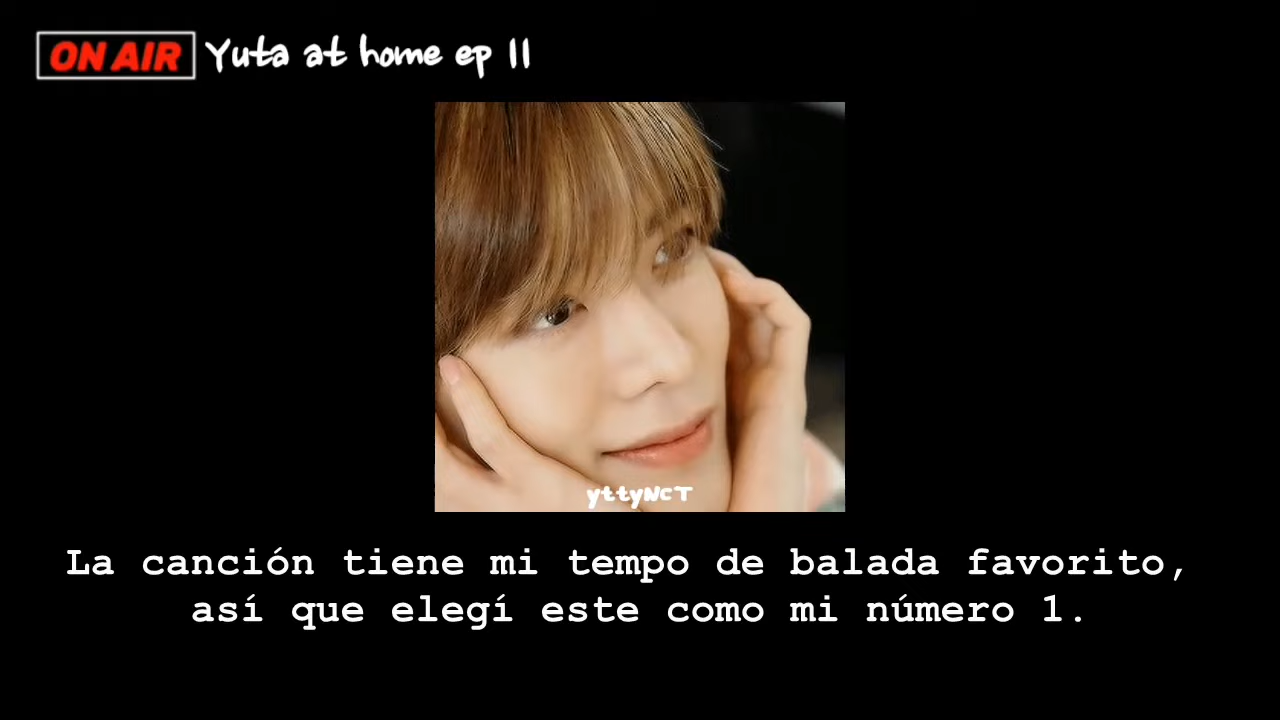 ON AIR Yuta at home ep 11
yttyNCT
La canción tiene mi tempo de balada favorito,
así que elegí este como mi número 1.